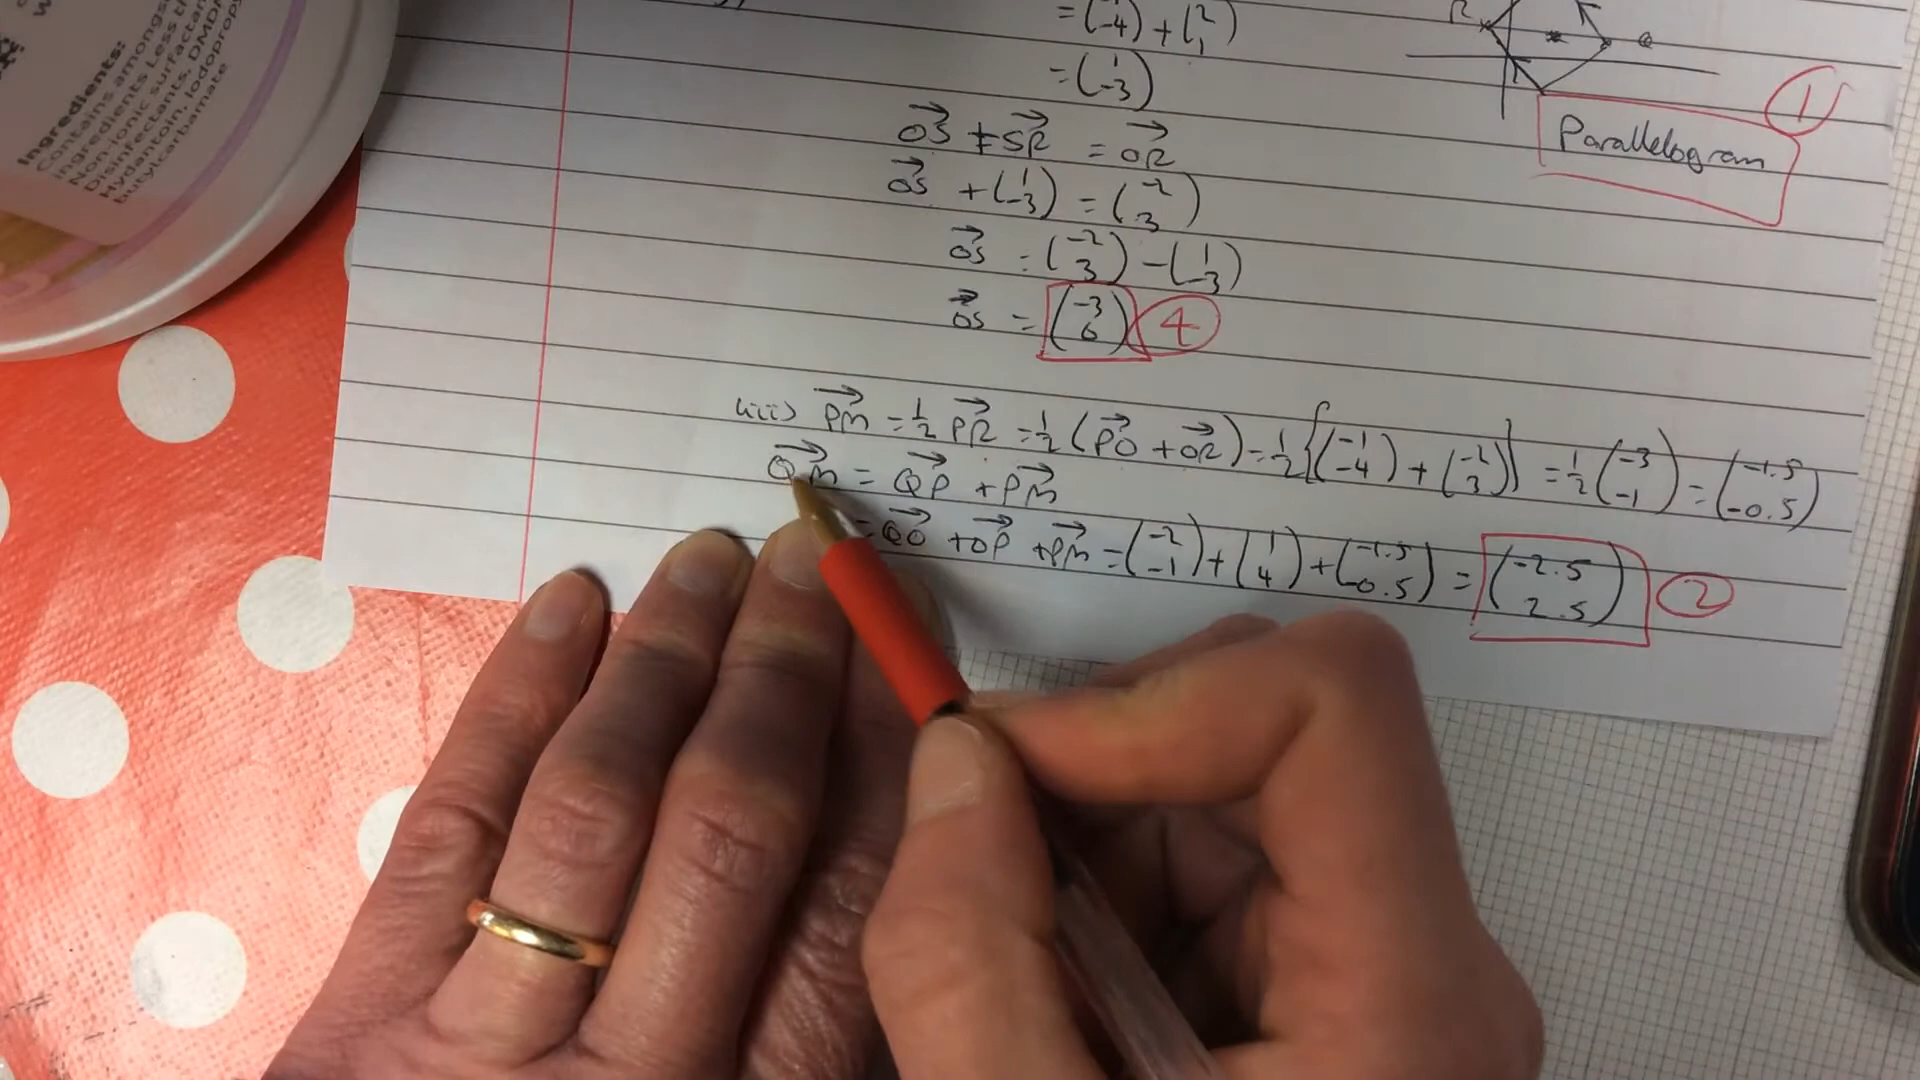 Ingredients:
Contains amongst
ingredients Less
Non-ionic surfactan
Disinfectants, DMDM
Hydantoin, Iodoprop
butylcarbamate
-4) + (2 1)
= (1 -3)
OS + SR = OR
OS + (1 -3) = (-2 3)
OS = (-2 3) - (1 -3)
OS = (-3 6) 4
R
Q
1
Parallelogram
(iii) PM = 1/2 PR = 1/2 (PO + OR) = 1/2 {(-1 -4) + (-2 3)} = 1/2 (-3 -1) = (-1.5 -0.5)
QM = QP + PM
= QO + OP + PM = (-2 -1) + (1 4) + (-1.5 -0.5) = (-2.5 2.5) 2